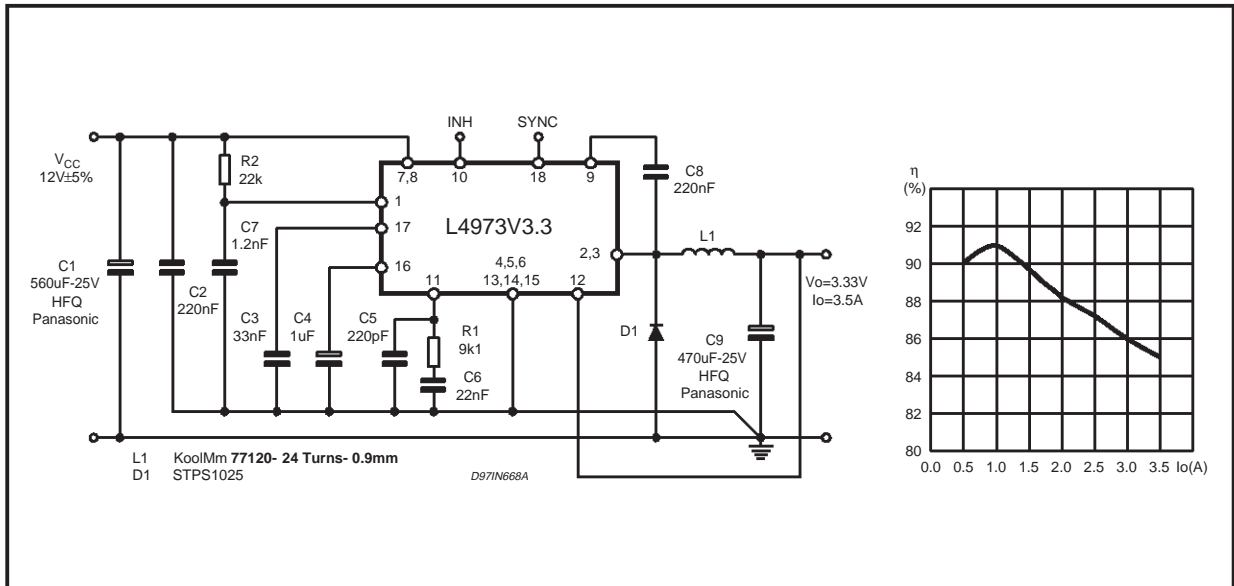 INH
SYNC
VCC
12V±5%
R2
22k
7,8
10
18
9
C8
220nF
1
17
16
L4973V3.3
C7
1.2nF
L1
2,3
4,5,6
13,14,15
11
12
C1
560uF-25V
HFQ
Panasonic
C2
220nF
C3
33nF
C4
1uF
C5
220pF
R1
9k1
C6
22nF
D1
C9
470uF-25V
HFQ
Panasonic
Vo=3.33V
Io=3.5A
L1 KoolMm 77120- 24 Turns- 0.9mm
D1 STPS1025
D97IN668A
η
(%)
92
90
88
86
84
82
80
0.0 0.5 1.0 1.5 2.0 2.5 3.0 3.5 Io(A)